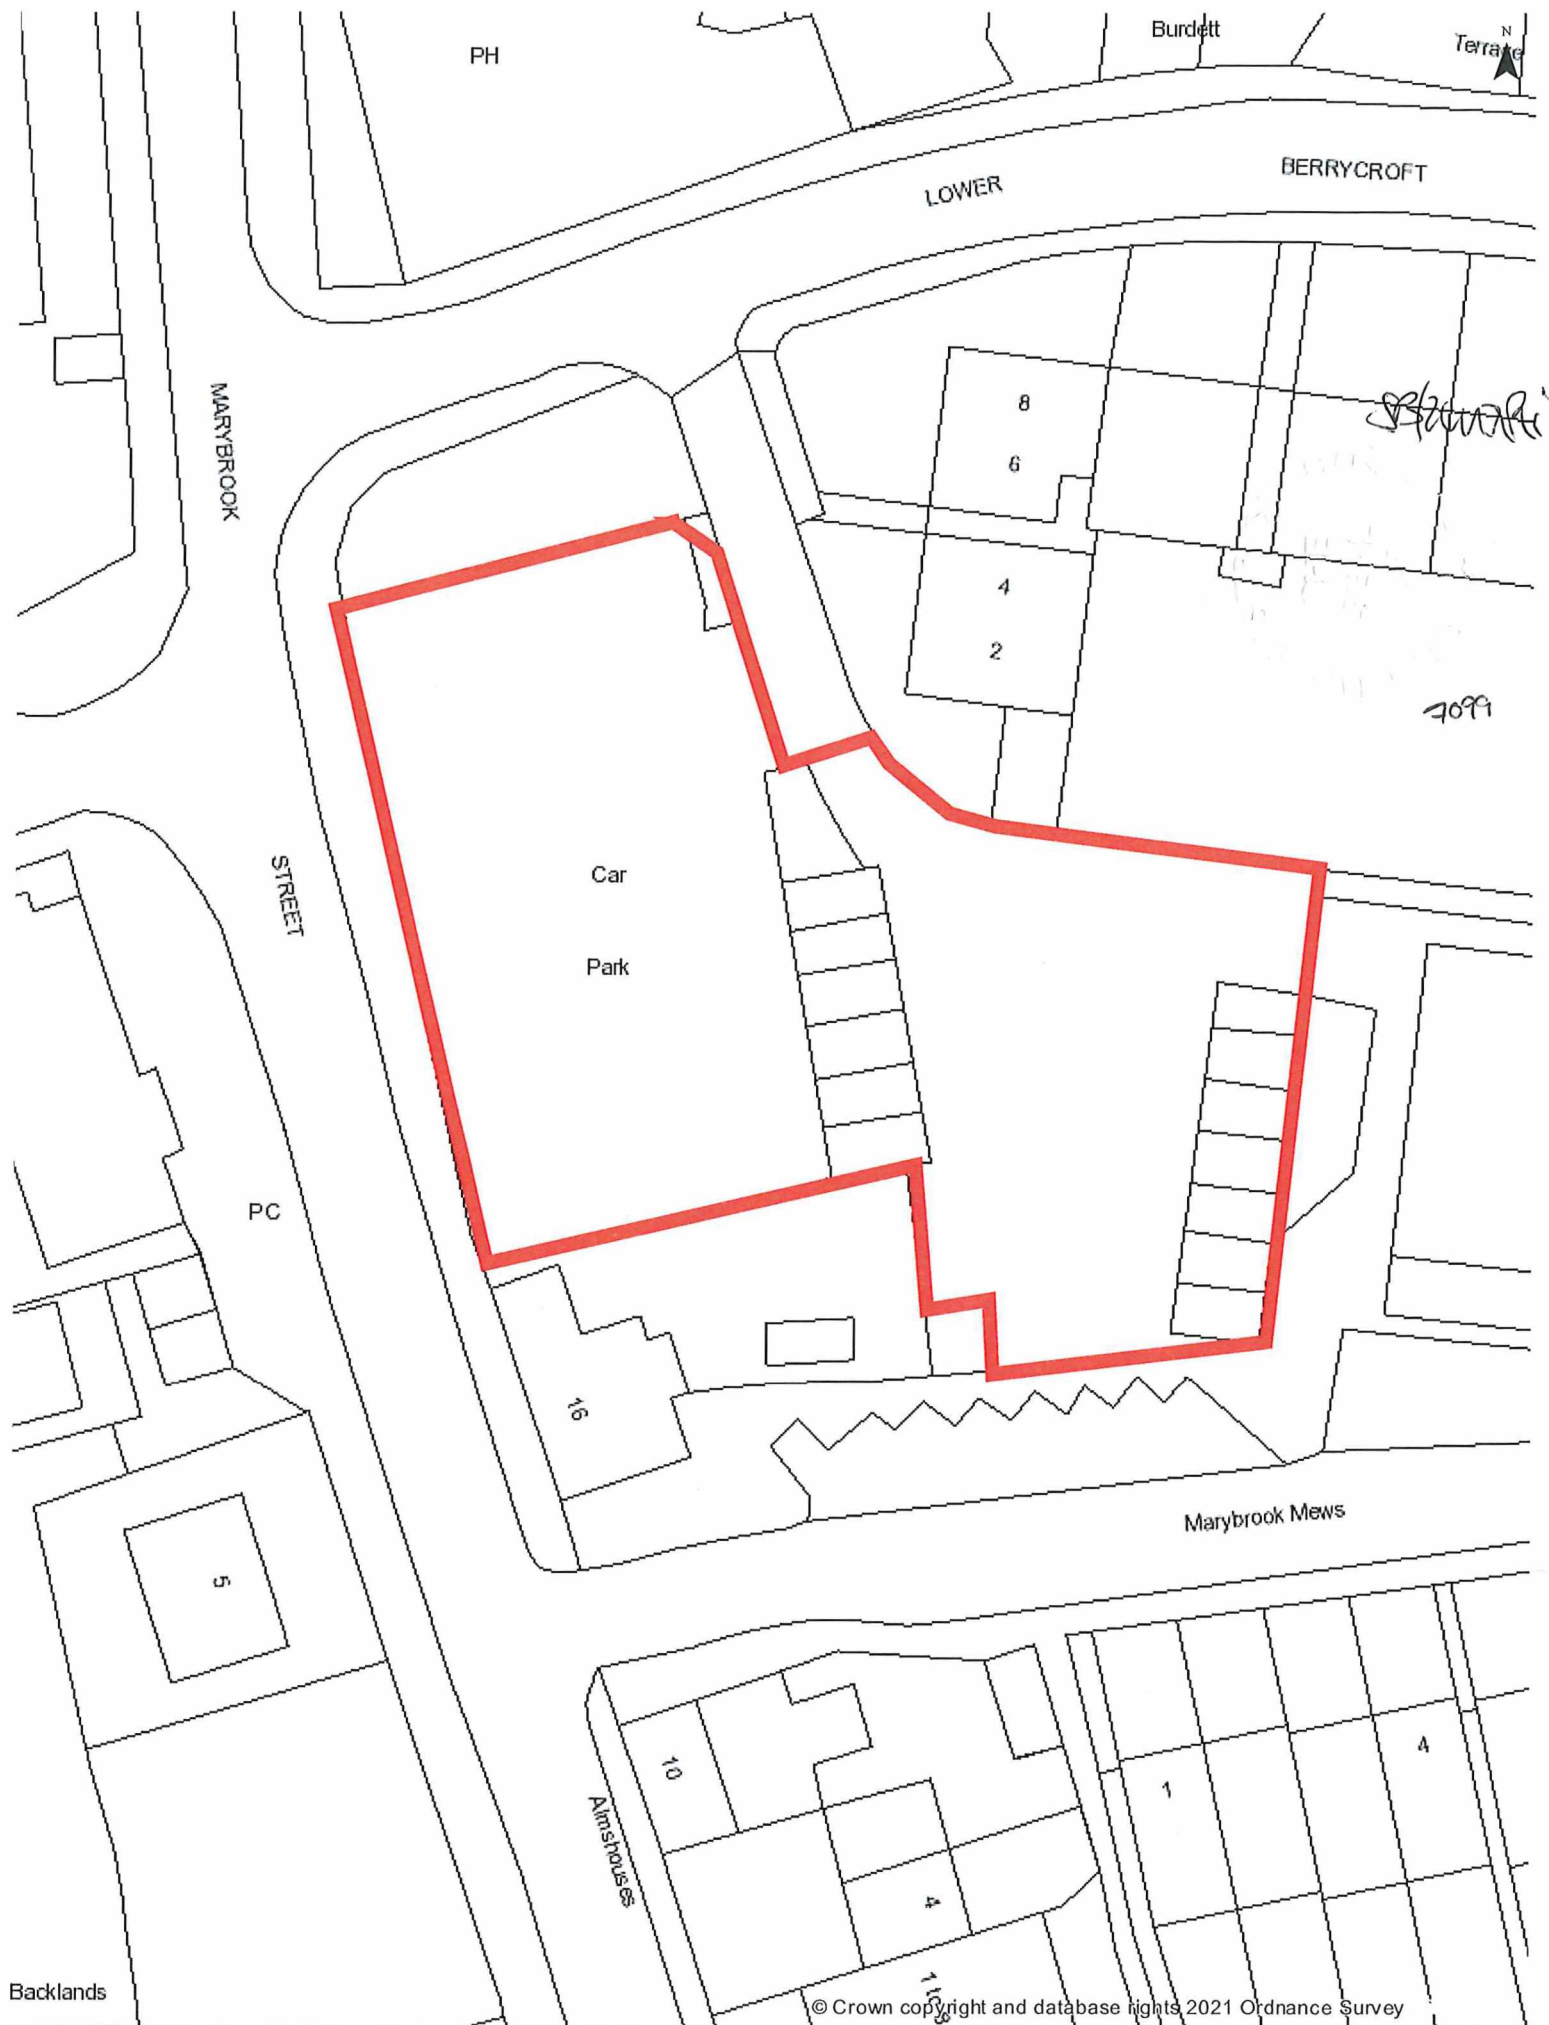 PH
Burdett
Terrace
N
LOWER
BERRYCROFT
MARYBROOK
8
6
4
2
7099
Car
STREET
Park
PC
16
Marybrook Mews
5
10
4
1
Almshouses
4
Backlands
© Crown copyright and database rights 2021 Ordnance Survey